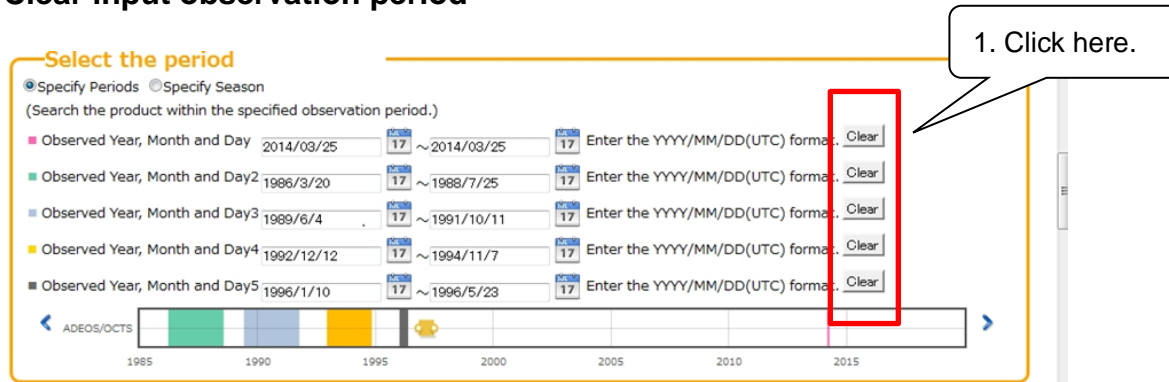 Clear input observation period
1. Click here.
Select the period
Specify Periods Specify Season
(Search the product within the specified observation period.)
Observed Year, Month and Day 2014/03/25 17 ~2014/03/25 17 Enter the YYYY/MM/DD(UTC) format. Clear
Observed Year, Month and Day2 1986/3/20 17 ~1988/7/25 17 Enter the YYYY/MM/DD(UTC) format. Clear
Observed Year, Month and Day3 1989/6/4 17 ~1991/10/11 17 Enter the YYYY/MM/DD(UTC) format. Clear
Observed Year, Month and Day4 1992/12/12 17 ~1994/11/7 17 Enter the YYYY/MM/DD(UTC) format. Clear
Observed Year, Month and Day5 1996/1/10 17 ~1996/5/23 17 Enter the YYYY/MM/DD(UTC) format. Clear
ADEOS/OCTS
1985 1990 1995 2000 2005 2010 2015